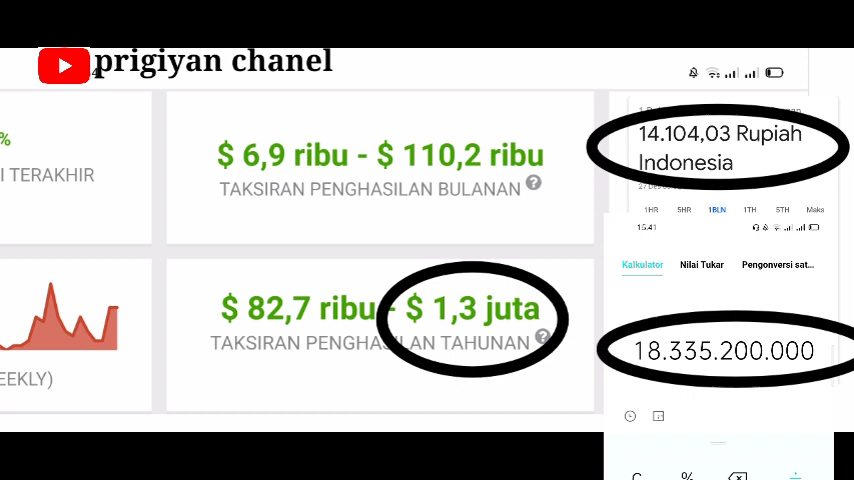 prigiyan chanel
%
I TERAKHIR
$ 6,9 ribu - $ 110,2 ribu
TAKSIRAN PENGHASILAN BULANAN ?
EEKLY)
$ 82,7 ribu - $ 1,3 juta
TAKSIRAN PENGHASILAN TAHUNAN ?
14.104,03 Rupiah
Indonesia
1HR 5HR 1BLN 1TH 5TH Maks
15.41
Kalkulator Nilai Tukar Pengonversi sat...
18.335.200.000
C %